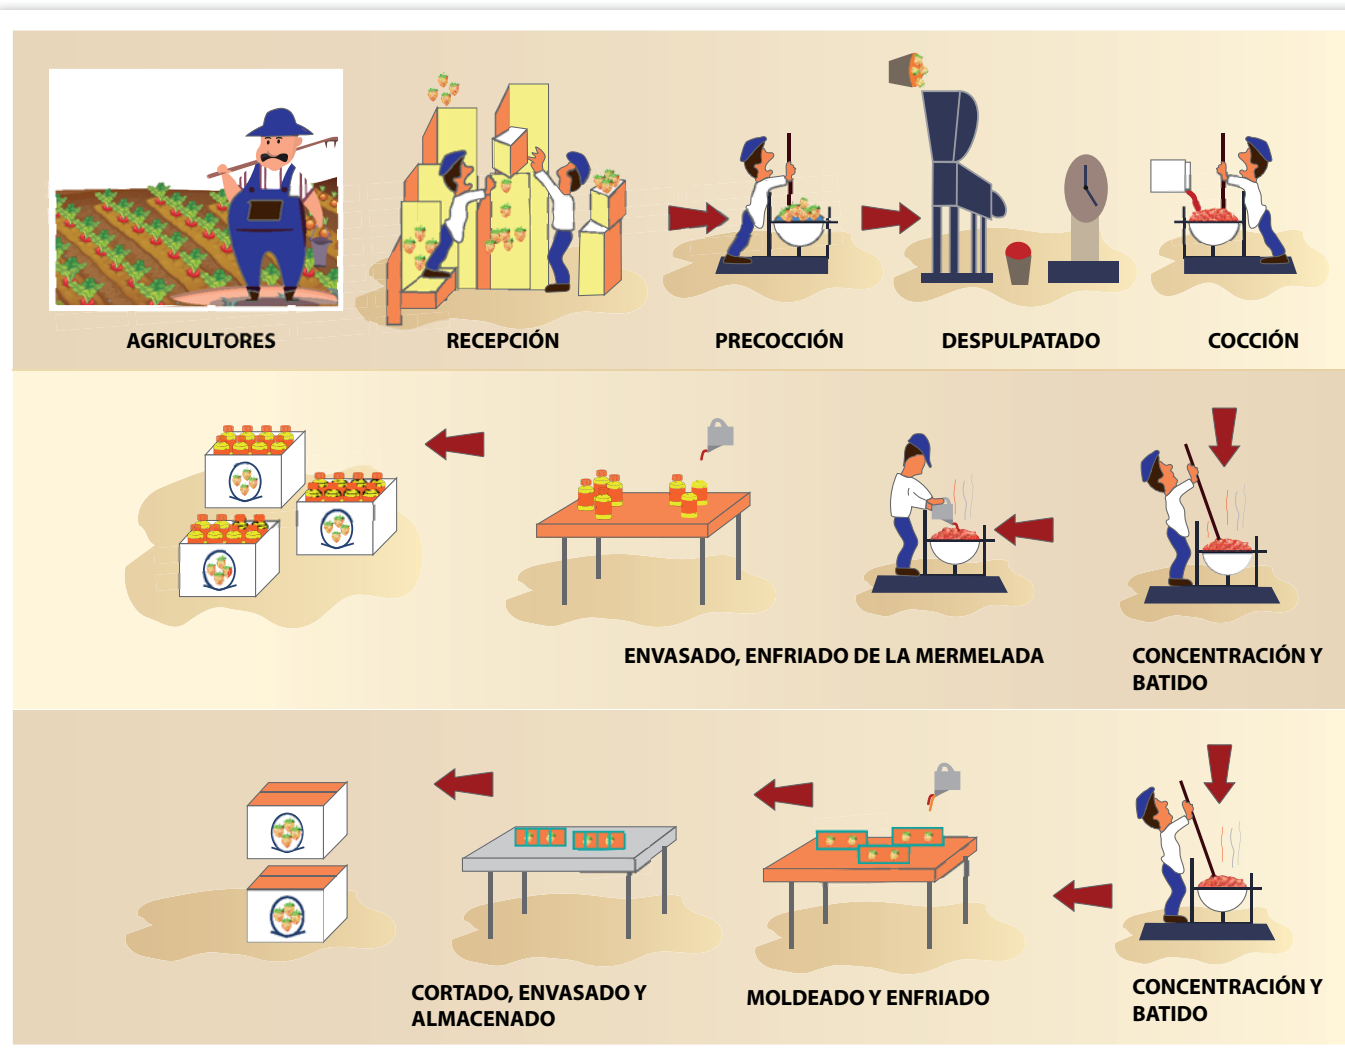 AGRICULTORES
RECEPCIÓN
PRECOCCIÓN
DESPULPATADO
COCCIÓN
ENVASADO, ENFRIADO DE LA MERMELADA
CONCENTRACIÓN Y
BATIDO
CORTADO, ENVASADO Y
ALMACENADO
MOLDEADO Y ENFRIADO
CONCENTRACIÓN Y
BATIDO